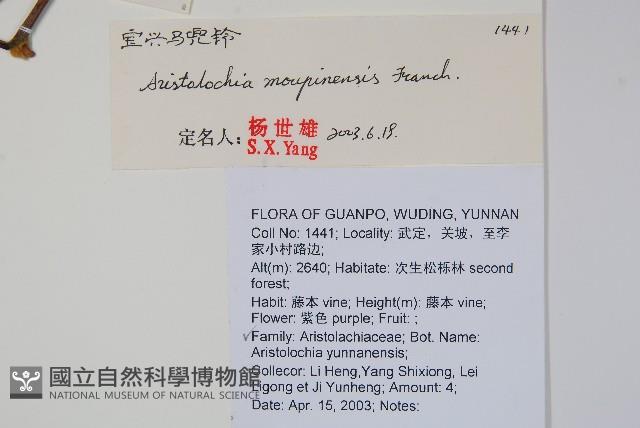 宝兴马兜铃
1441
Aristolochia moupinensis Franch.
定名人: 杨世雄 S.X.Yang 2003.6.19.
FLORA OF GUANPO, WUDING, YUNNAN
Coll No: 1441; Locality: 武定，关坡，至李
家小村路边;
Alt(m): 2640; Habitate: 次生松栎林 second
forest;
Habit: 藤本 vine; Height(m): 藤本 vine;
Flower: 紫色 purple; Fruit: ;
Family: Aristolachiaceae; Bot. Name:
Aristolochia yunnanensis;
Collecor: Li Heng,Yang Shixiong, Lei
Ligong et Ji Yunheng; Amount: 4;
Date: Apr. 15, 2003; Notes:
國立自然科學博物館
NATIONAL MUSEUM OF NATURAL SCIENCE